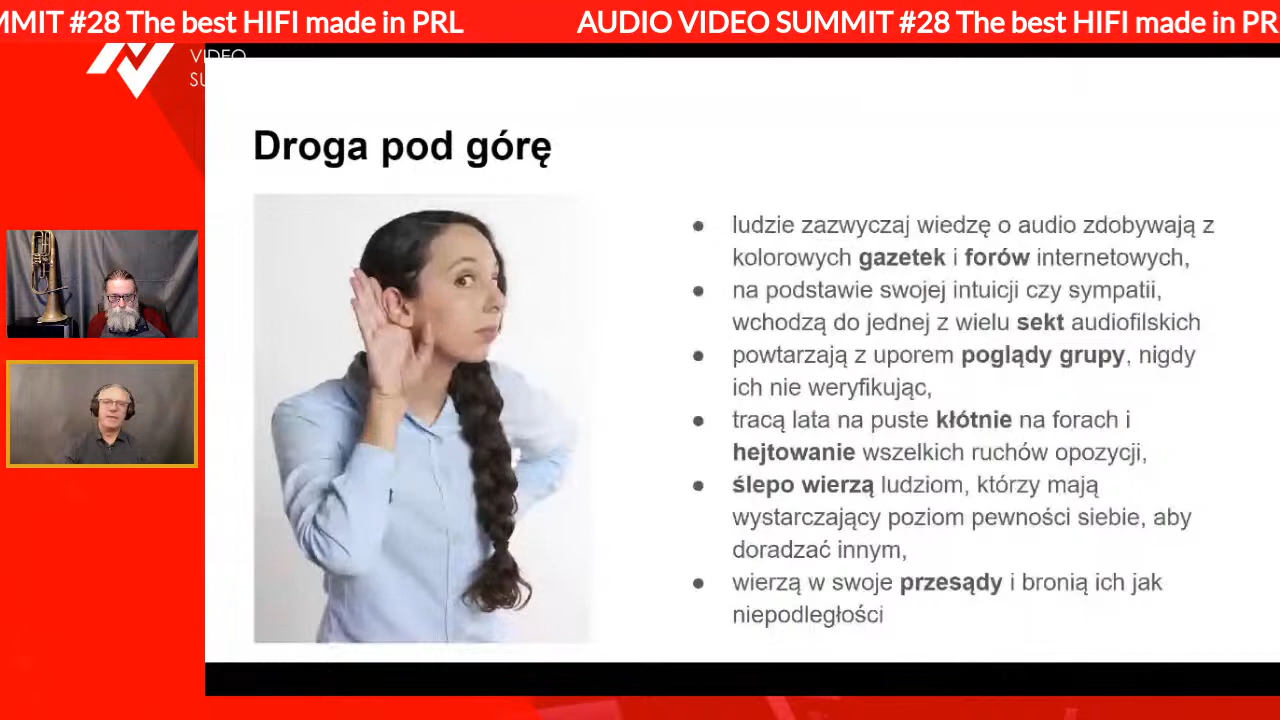 MMIT #28 The best HIFI made in PRL AUDIO VIDEO SUMMIT #28 The best HIFI made in PR
VIDEO
SU
Droga pod górę
● ludzie zazwyczaj wiedzę o audio zdobywają z
kolorowych gazetek i forów internetowych,
● na podstawie swojej intuicji czy sympatii,
wchodzą do jednej z wielu sekt audiofilskich
● powtarzają z uporem poglądy grupy, nigdy
ich nie weryfikując,
● tracą lata na puste kłótnie na forach i
hejtowanie wszelkich ruchów opozycji,
● ślepo wierzą ludziom, którzy mają
wystarczający poziom pewności siebie, aby
doradzać innym,
● wierzą w swoje przesądy i bronią ich jak
niepodległości